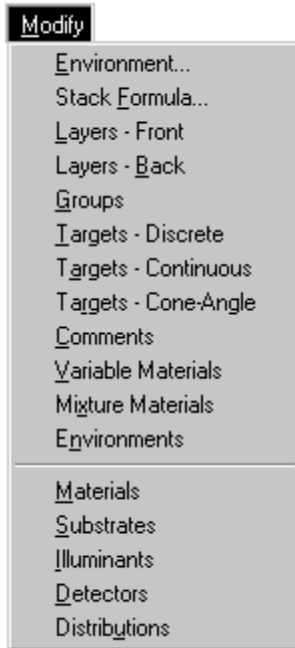 Modify
Environment...
Stack Formula...
Layers - Front
Layers - Back
Groups
Targets - Discrete
Targets - Continuous
Targets - Cone-Angle
Comments
Variable Materials
Mixture Materials
Environments
Materials
Substrates
Illuminants
Detectors
Distributions